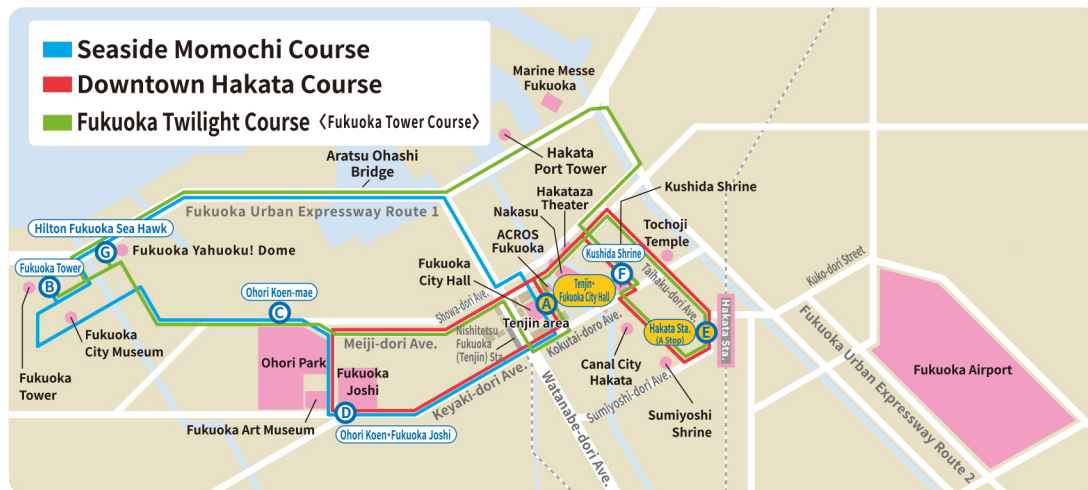 Seaside Momochi Course
Downtown Hakata Course
Fukuoka Twilight Course 〈Fukuoka Tower Course〉
Marine Messe
Fukuoka
Hakata
Port Tower
Aratsu Ohashi
Bridge
Kushida Shrine
Hakataza
Theater
Nakasu
Fukuoka Urban Expressway Route 1
Tochoji
Temple
ACROS
Fukuoka
Hilton Fukuoka Sea Hawk
G
Fukuoka Yahuoku! Dome
Kushida Shrine
F
Fukuoka Tower
B
Fukuoka
City Hall
Tenjin・
Fukuoka City Hall
A
Taihaku-dori Ave.
Kuko-dori Street
Ohori Koen-mae
C
Showa-dori Ave.
Tenjin area
Hakata Sta.
(A Stop)
E
Hakata Sta.
Fukuoka
City Museum
Meiji-dori Ave.
Nishitetsu
Fukuoka
(Tenjin) Sta.
Kokutai-doro Ave.
Canal City
Hakata
Fukuoka Urban Expressway Route 2
Fukuoka Airport
Fukuoka
Tower
Ohori Park
Fukuoka
Joshi
Keyaki-dori Ave.
Watanabe-dori Ave.
Sumiyoshi-dori Ave.
Sumiyoshi
Shrine
Fukuoka Art Museum
D
Ohori Koen・Fukuoka Joshi